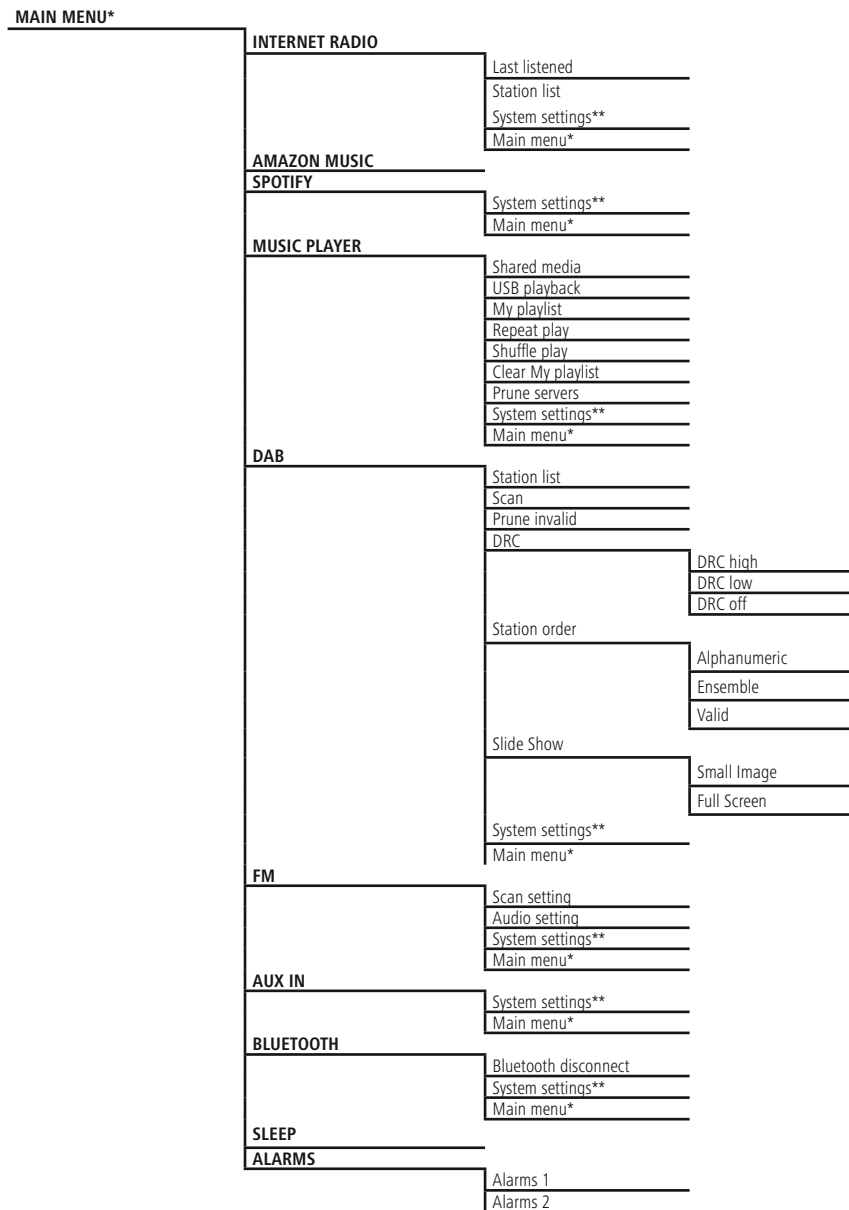 MAIN MENU*
INTERNET RADIO
Last listened
Station list
System settings**
Main menu*
AMAZON MUSIC
SPOTIFY
System settings**
Main menu*
MUSIC PLAYER
Shared media
USB playback
My playlist
Repeat play
Shuffle play
Clear My playlist
Prune servers
System settings**
Main menu*
DAB
Station list
Scan
Prune invalid
DRC
DRC high
DRC low
DRC off
Station order
Alphanumeric
Ensemble
Valid
Slide Show
Small Image
Full Screen
System settings**
Main menu*
FM
Scan setting
Audio setting
System settings**
Main menu*
AUX IN
System settings**
Main menu*
BLUETOOTH
Bluetooth disconnect
System settings**
Main menu*
SLEEP
ALARMS
Alarms 1
Alarms 2